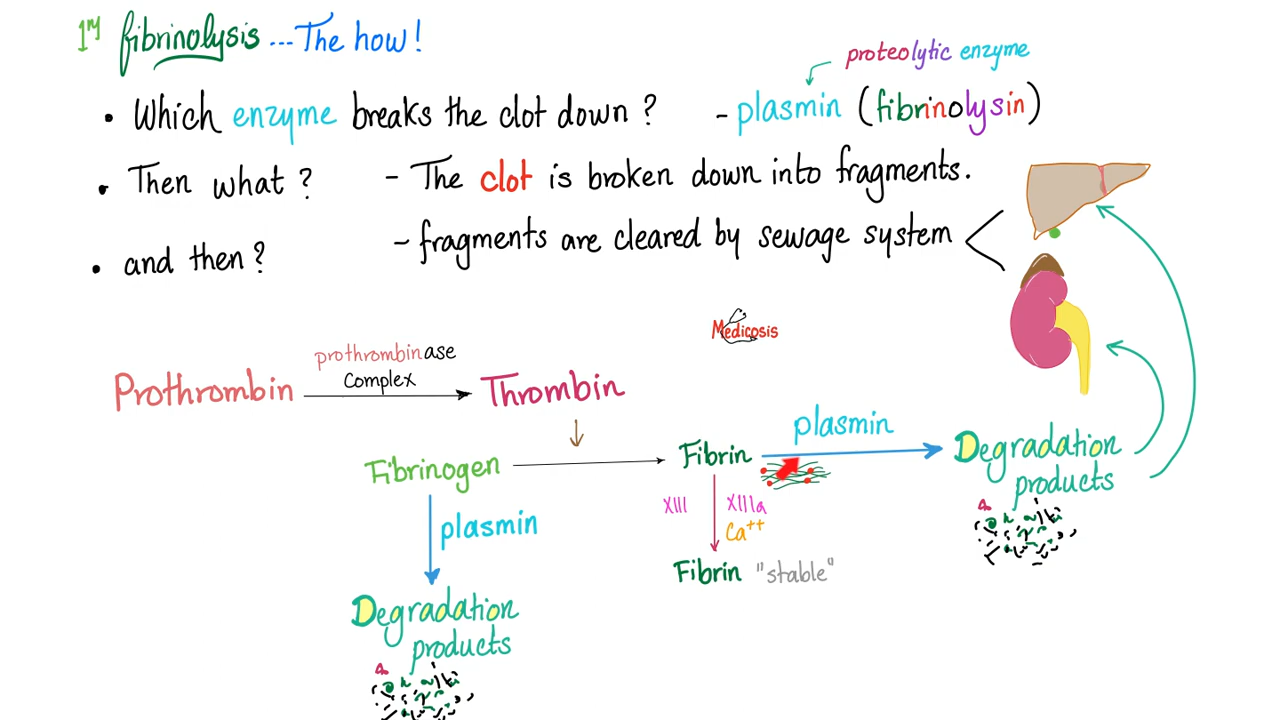 1ry fibrinolysis ... The how!
proteolytic enzyme
• Which enzyme breaks the clot down? - plasmin (fibrinolysin)
• Then what? - The clot is broken down into fragments.
• and then? - fragments are cleared by sewage system
Medicosis
prothrombinase
complex
Prothrombin Thrombin
plasmin
Fibrinogen Fibrin Degradation
products
XIII XIIIa
Ca++
plasmin
Fibrin "stable"
Degradation
products